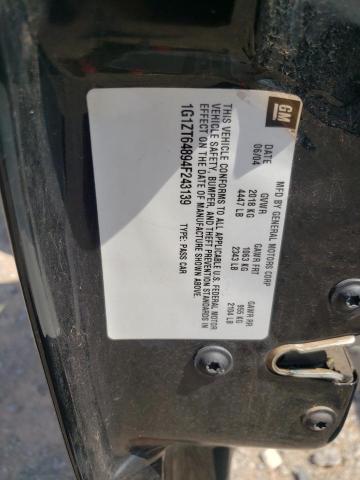 GM
MFD BY GENERAL MOTORS CORP
DATE GVWR GAWR FRT GAWR RR
06/04 2018 KG 1063 KG 955 KG
4447 LB 2343 LB 2104 LB
THIS VEHICLE CONFORMS TO ALL APPLICABLE U.S. FEDERAL MOTOR
VEHICLE SAFETY, BUMPER, AND THEFT PREVENTION STANDARDS IN
EFFECT ON THE DATE OF MANUFACTURE SHOWN ABOVE.
1G1ZT64894F243139 TYPE: PASS CAR